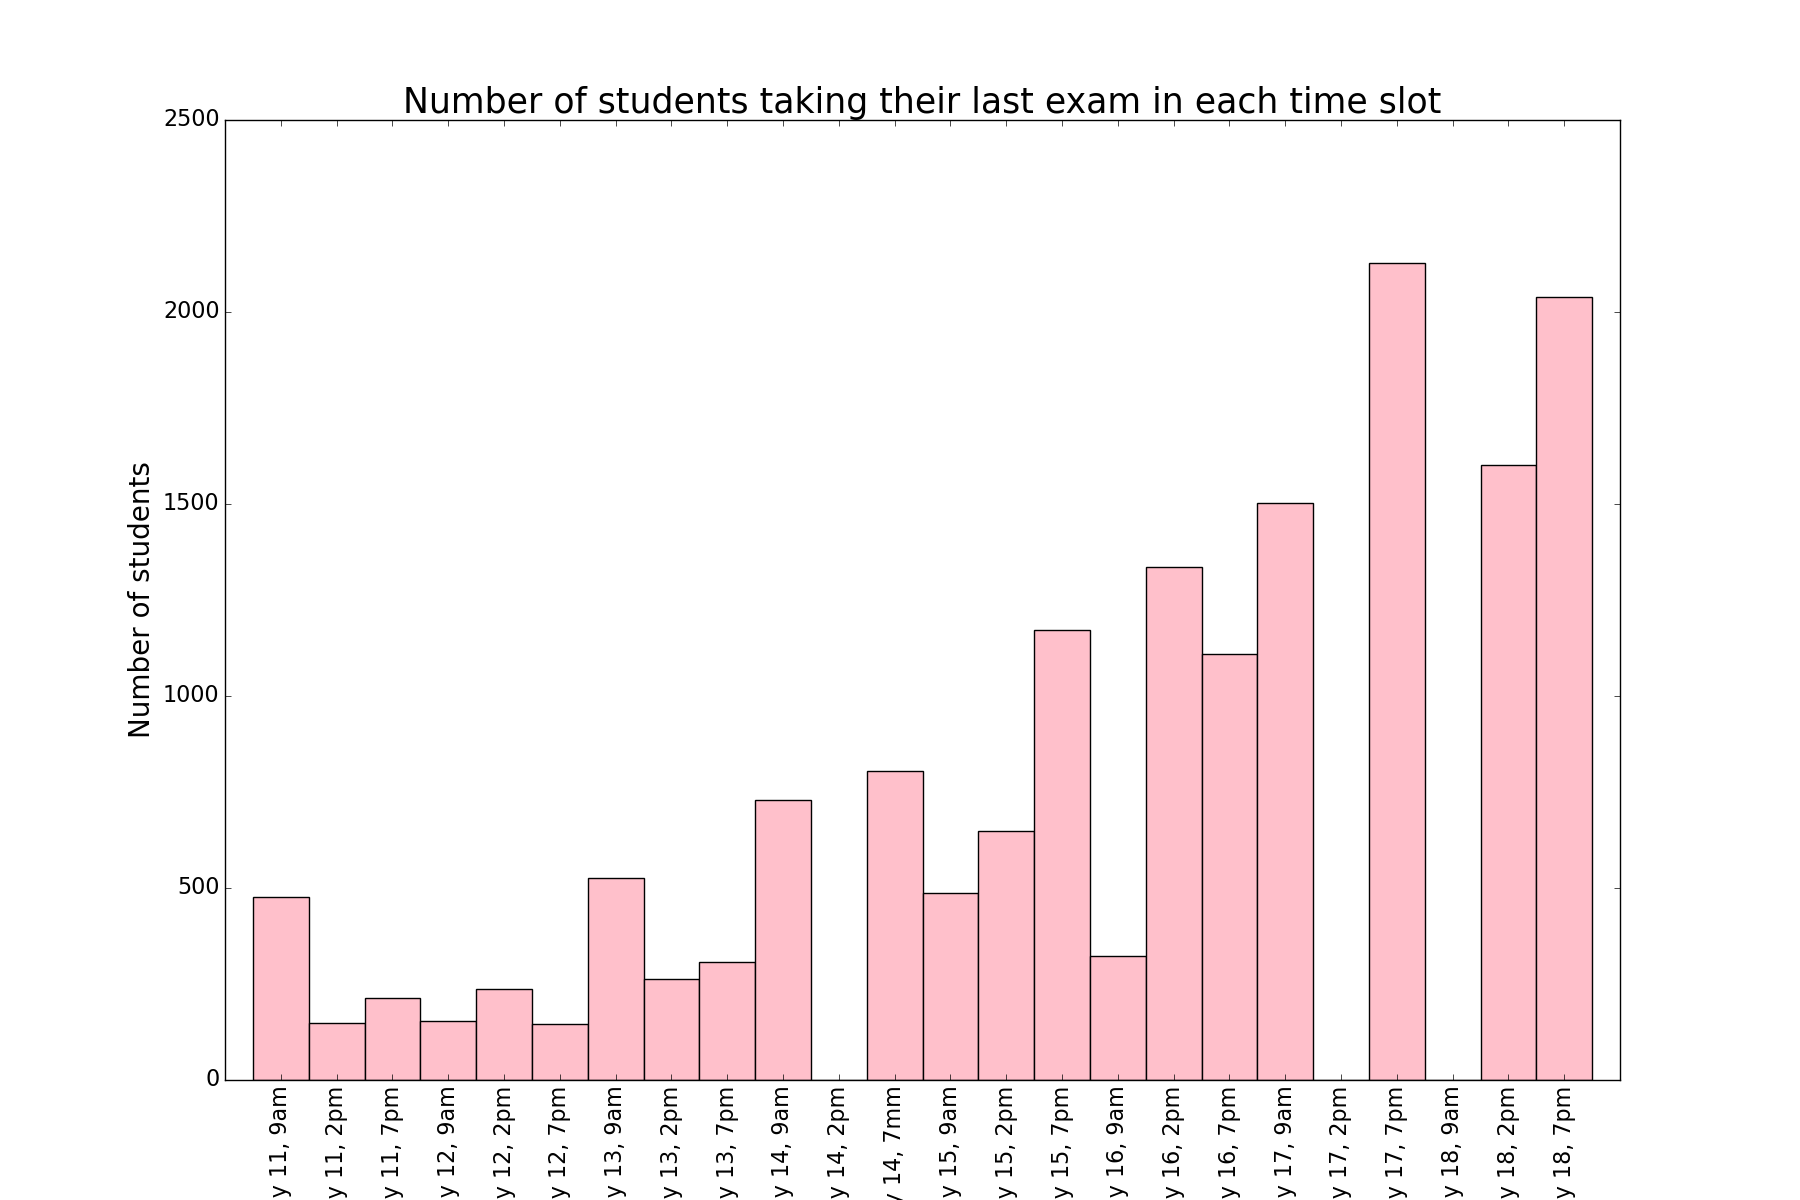 Number of students taking their last exam in each time slot
2500
2000
1500
1000
500
0
Number of students
y 11, 9am
y 11, 2pm
y 11, 7pm
y 12, 9am
y 12, 2pm
y 12, 7pm
y 13, 9am
y 13, 2pm
y 13, 7pm
y 14, 9am
y 14, 2pm
y 14, 7mm
y 15, 9am
y 15, 2pm
y 15, 7pm
y 16, 9am
y 16, 2pm
y 16, 7pm
y 17, 9am
y 17, 2pm
y 17, 7pm
y 18, 9am
y 18, 2pm
y 18, 7pm